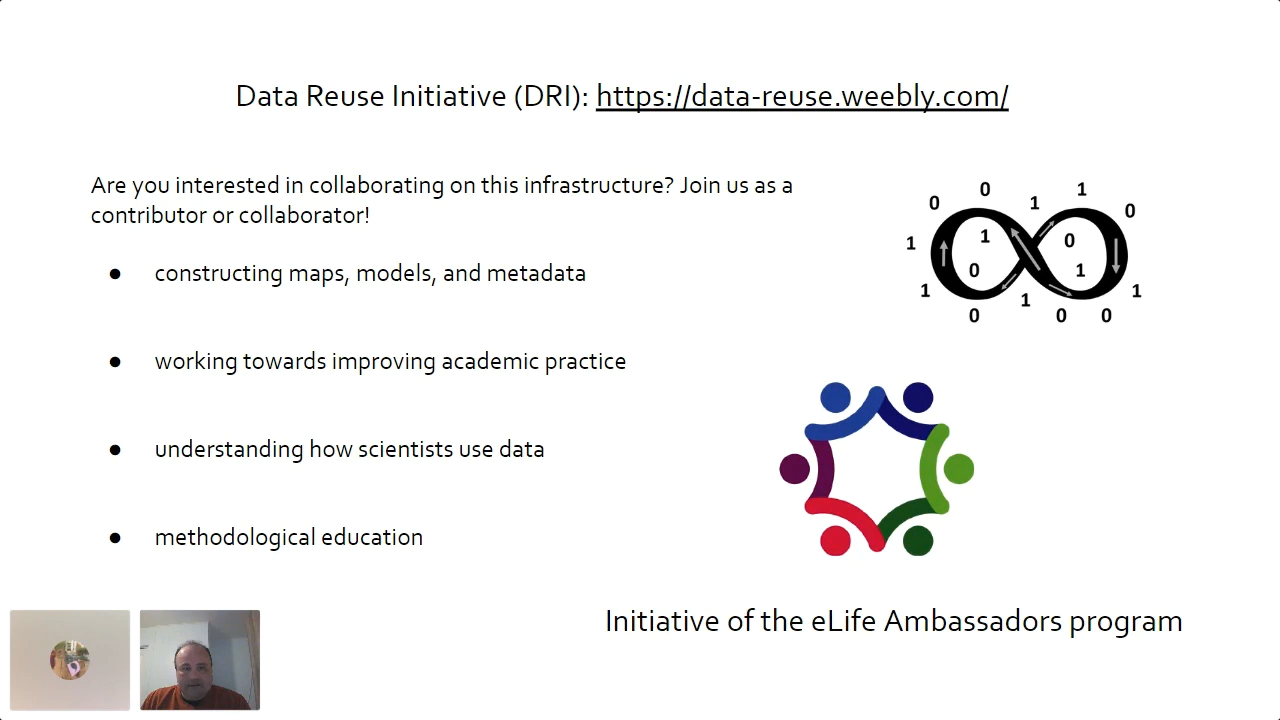 Data Reuse Initiative (DRI): https://data-reuse.weebly.com/
Are you interested in collaborating on this infrastructure? Join us as a
contributor or collaborator!
● constructing maps, models, and metadata
● working towards improving academic practice
● understanding how scientists use data
● methodological education
0 0 1 1 0
1 1 0
0 1
1 1 1
0 0 0
Initiative of the eLife Ambassadors program